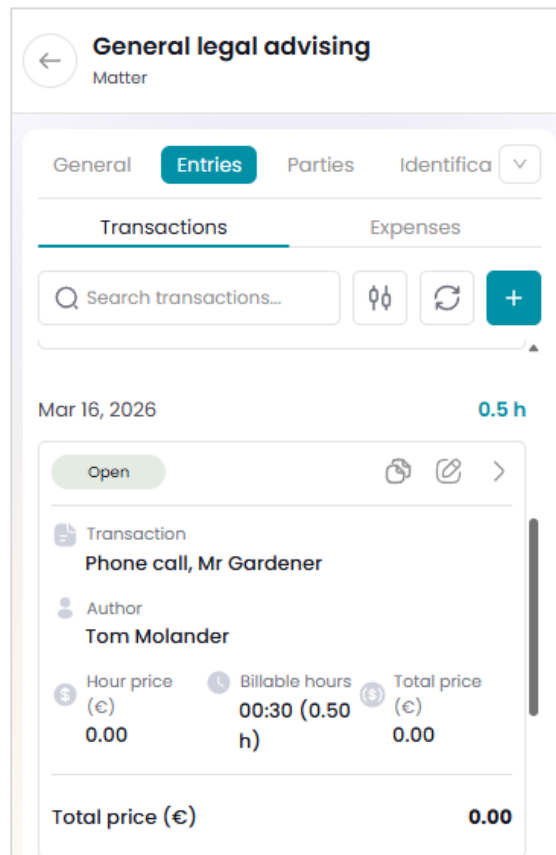 General legal advising
Matter
General Entries Parties Identifica
Transactions Expenses
Search transactions...
+
Mar 16, 2026 0.5 h
Open
Transaction
Phone call, Mr Gardener
Author
Tom Molander
Hour price Billable hours Total price
(€) 00:30 (0.50 (€)
0.00 h) 0.00
Total price (€) 0.00